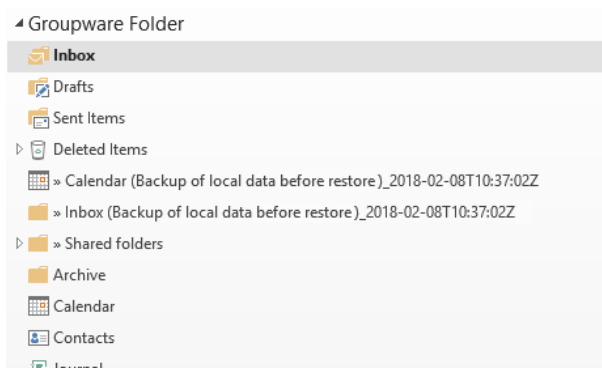 Groupware Folder
Inbox
Drafts
Sent Items
Deleted Items
» Calendar (Backup of local data before restore)_2018-02-08T10:37:02Z
» Inbox (Backup of local data before restore)_2018-02-08T10:37:02Z
» Shared folders
Archive
Calendar
Contacts
Journal